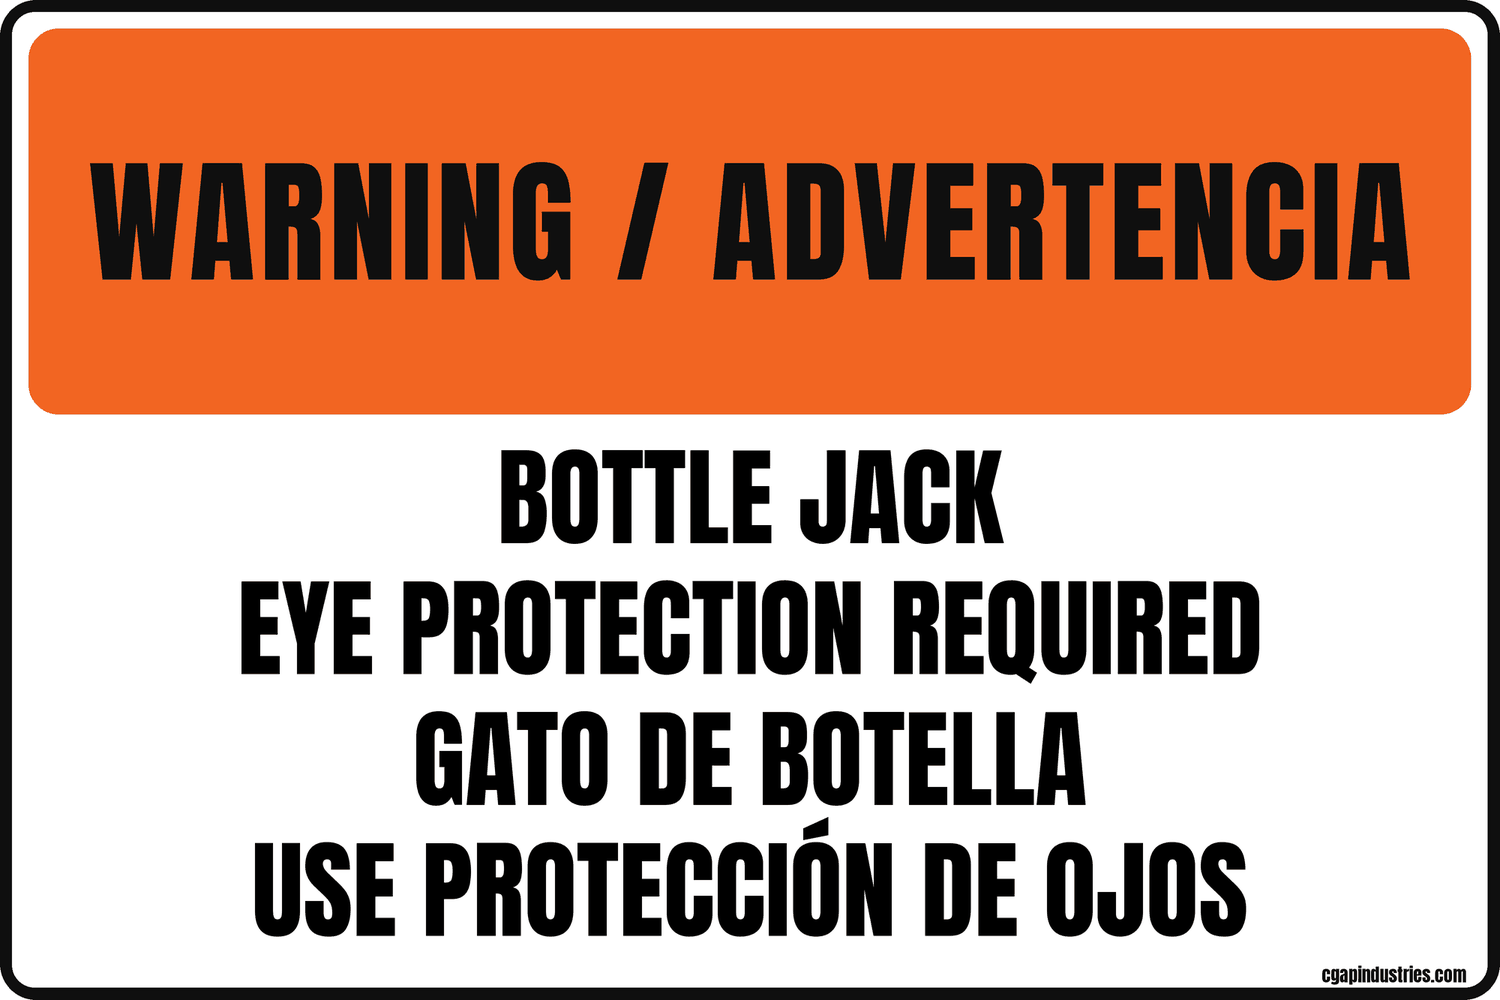 WARNING / ADVERTENCIA
BOTTLE JACK
EYE PROTECTION REQUIRED
GATO DE BOTELLA
USE PROTECCIÓN DE OJOS
cgapindustries.com